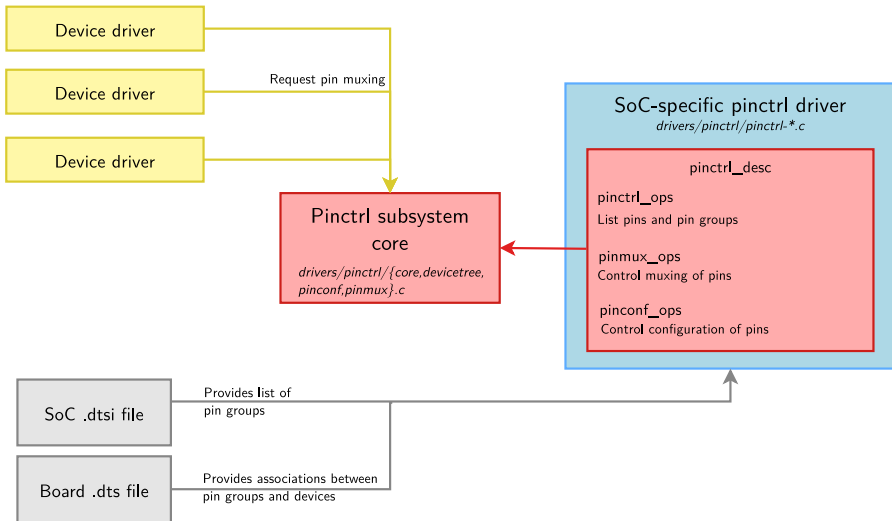 Device driver
Request pin muxing
Device driver
Device driver
SoC-specific pinctrl driver
drivers/pinctrl/pinctrl-*.c
pinctrl_desc
pinctrl_ops
List pins and pin groups
pinmux_ops
Control muxing of pins
pinconf_ops
Control configuration of pins
Pinctrl subsystem
core
drivers/pinctrl/{core,devicetree,
pinconf,pinmux}.c
SoC .dtsi file
Provides list of
pin groups
Board .dts file
Provides associations between
pin groups and devices